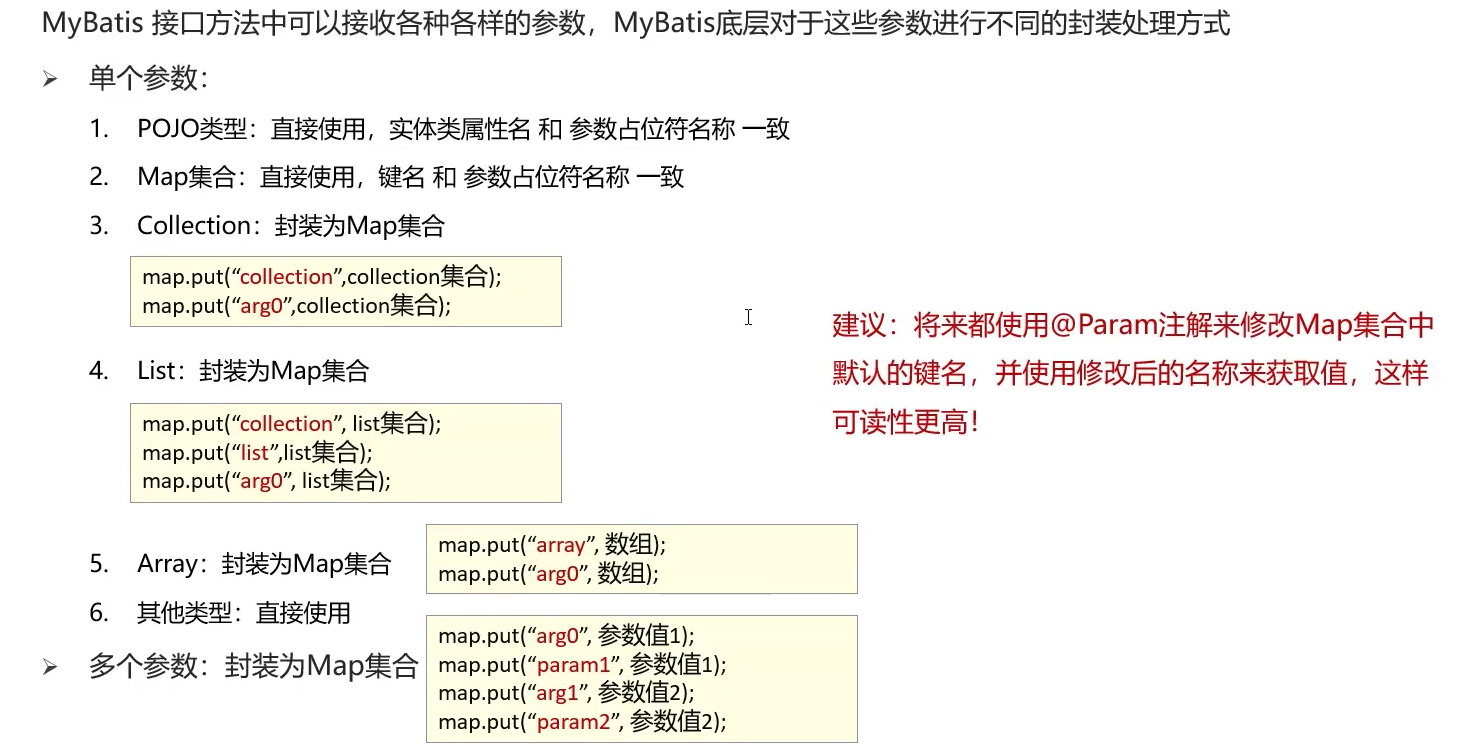 MyBatis 接口方法中可以接收各种各样的参数，MyBatis底层对于这些参数进行不同的封装处理方式
➢ 单个参数：
1. POJO类型：直接使用，实体类属性名 和 参数占位符名称 一致
2. Map集合：直接使用，键名 和 参数占位符名称 一致
3. Collection：封装为Map集合
map.put(“collection”,collection集合);
map.put(“arg0”,collection集合);
4. List：封装为Map集合
map.put(“collection”, list集合);
map.put(“list”,list集合);
map.put(“arg0”, list集合);
5. Array：封装为Map集合
map.put(“array”, 数组);
map.put(“arg0”, 数组);
6. 其他类型：直接使用
➢ 多个参数：封装为Map集合
map.put(“arg0”, 参数值1);
map.put(“param1”, 参数值1);
map.put(“arg1”, 参数值2);
map.put(“param2”, 参数值2);
建议：将来都使用@Param注解来修改Map集合中
默认的键名，并使用修改后的名称来获取值，这样
可读性更高！